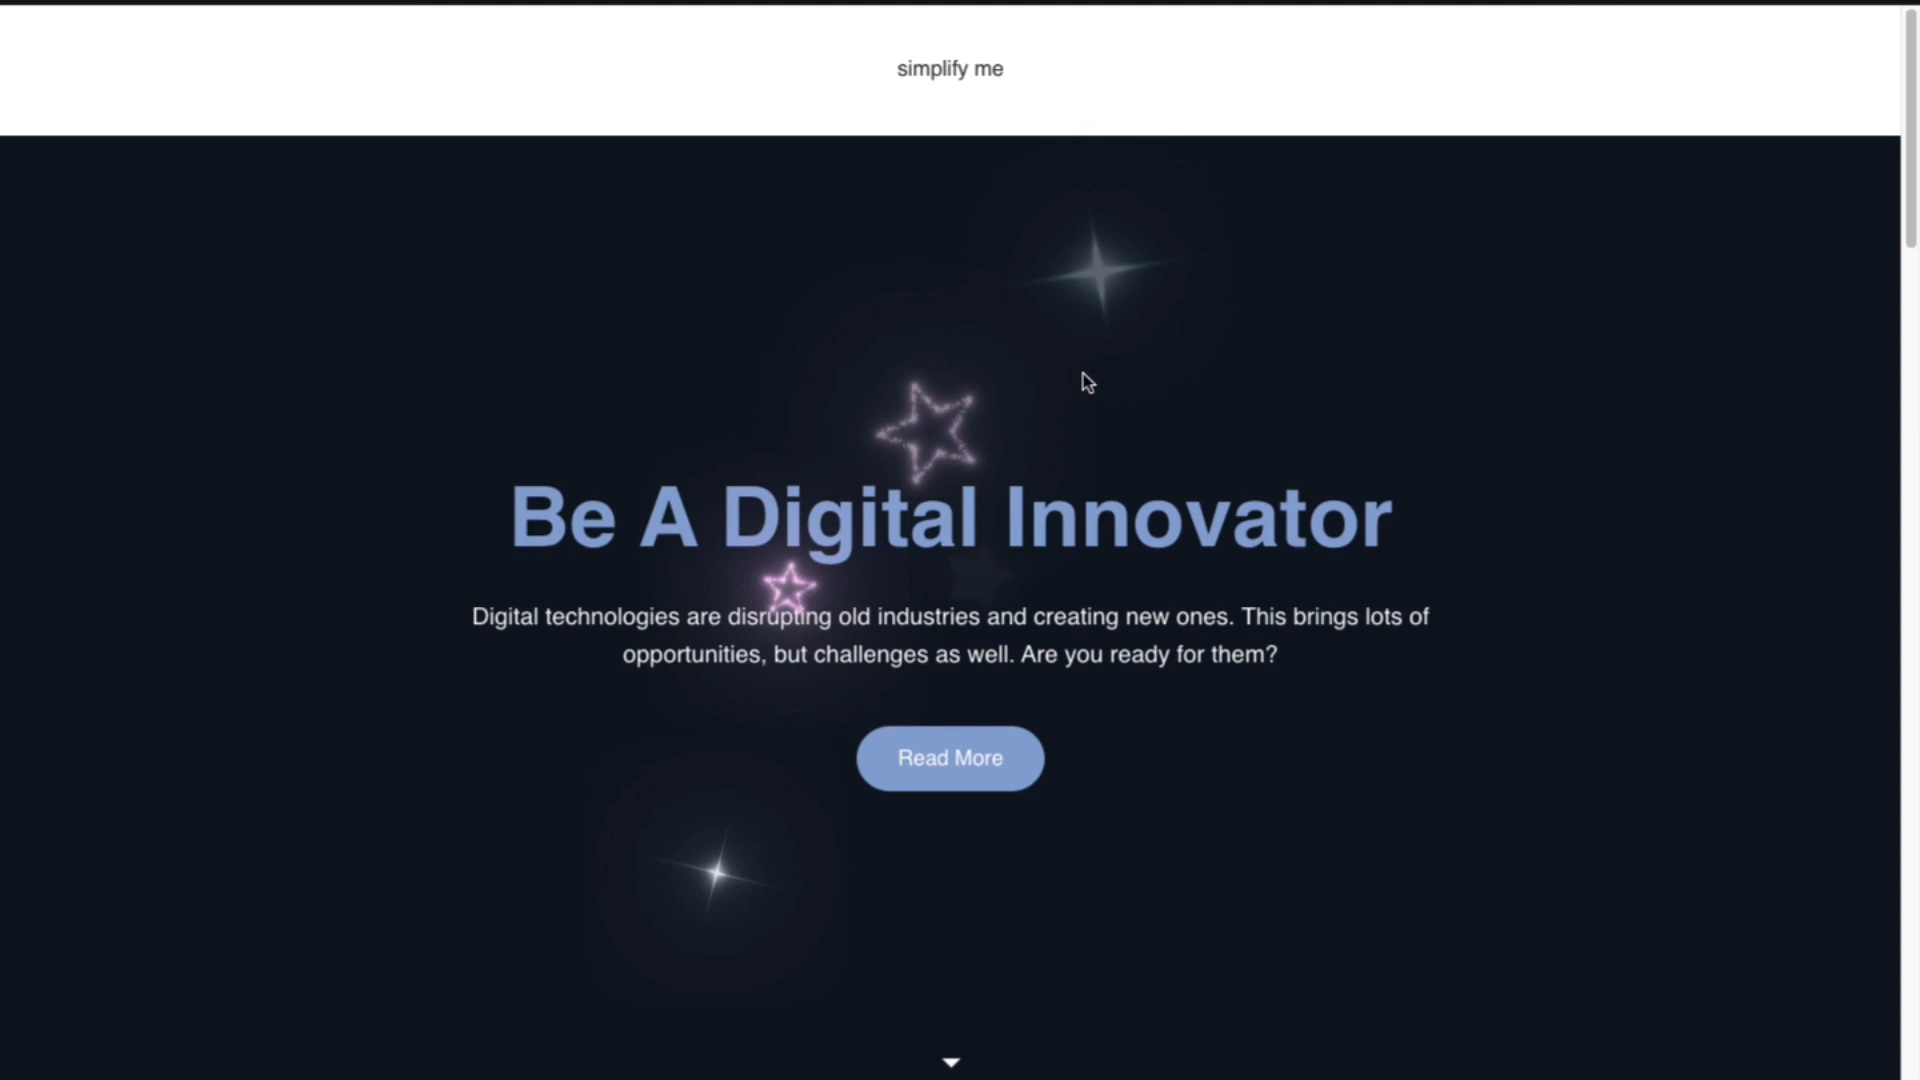 simplify me
Be A Digital Innovator
Digital technologies are disrupting old industries and creating new ones. This brings lots of
opportunities, but challenges as well. Are you ready for them?
Read More